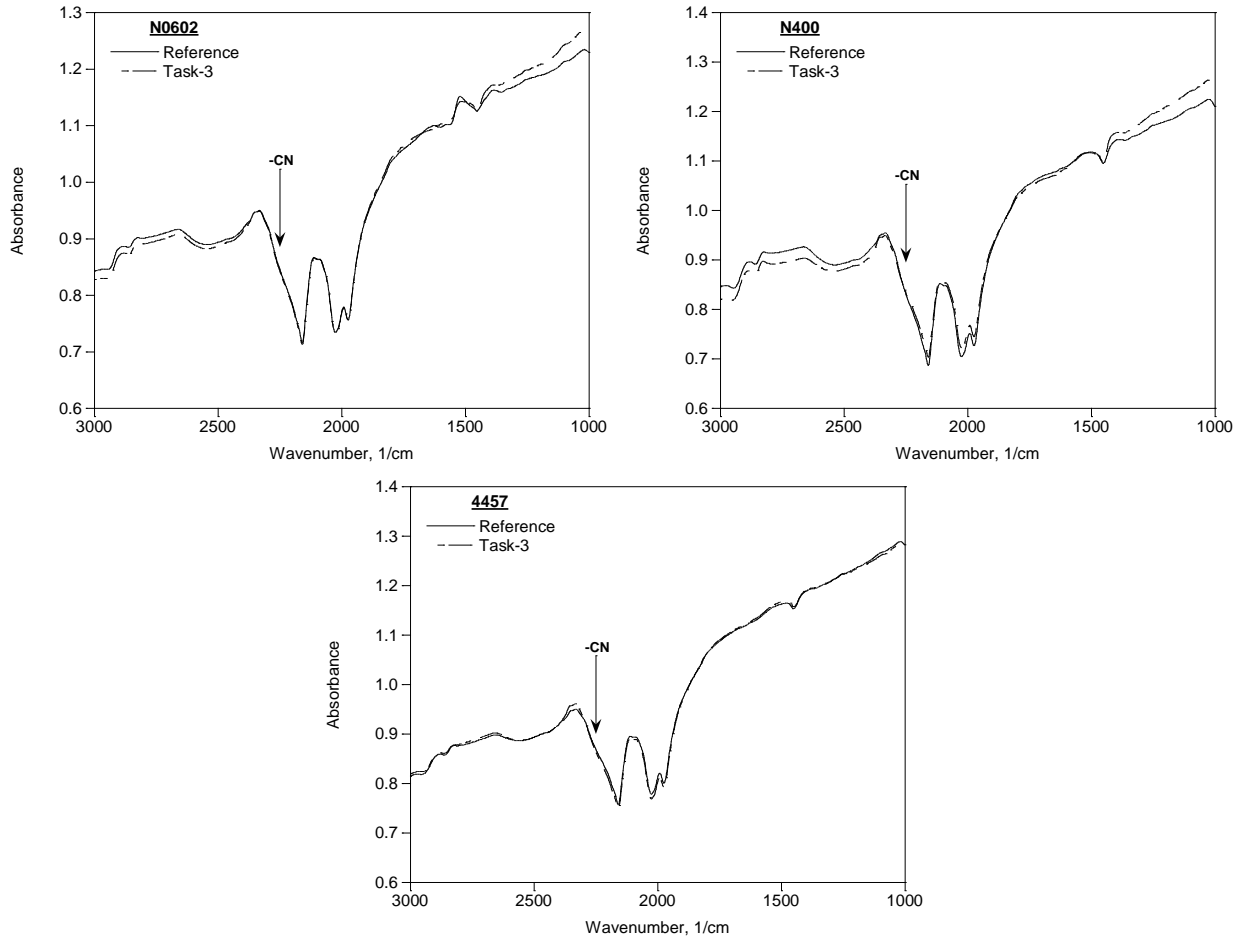 N0602
Reference
Task-3
-CN
Absorbance
1.3
1.2
1.1
1.0
0.9
0.8
0.7
0.6
3000
2500
2000
1500
1000
Wavenumber, 1/cm
N400
Reference
Task-3
-CN
Absorbance
1.4
1.3
1.2
1.1
1.0
0.9
0.8
0.7
0.6
3000
2500
2000
1500
1000
Wavenumber, 1/cm
4457
Reference
Task-3
-CN
Absorbance
1.4
1.3
1.2
1.1
1.0
0.9
0.8
0.7
0.6
3000
2500
2000
1500
1000
Wavenumber, 1/cm